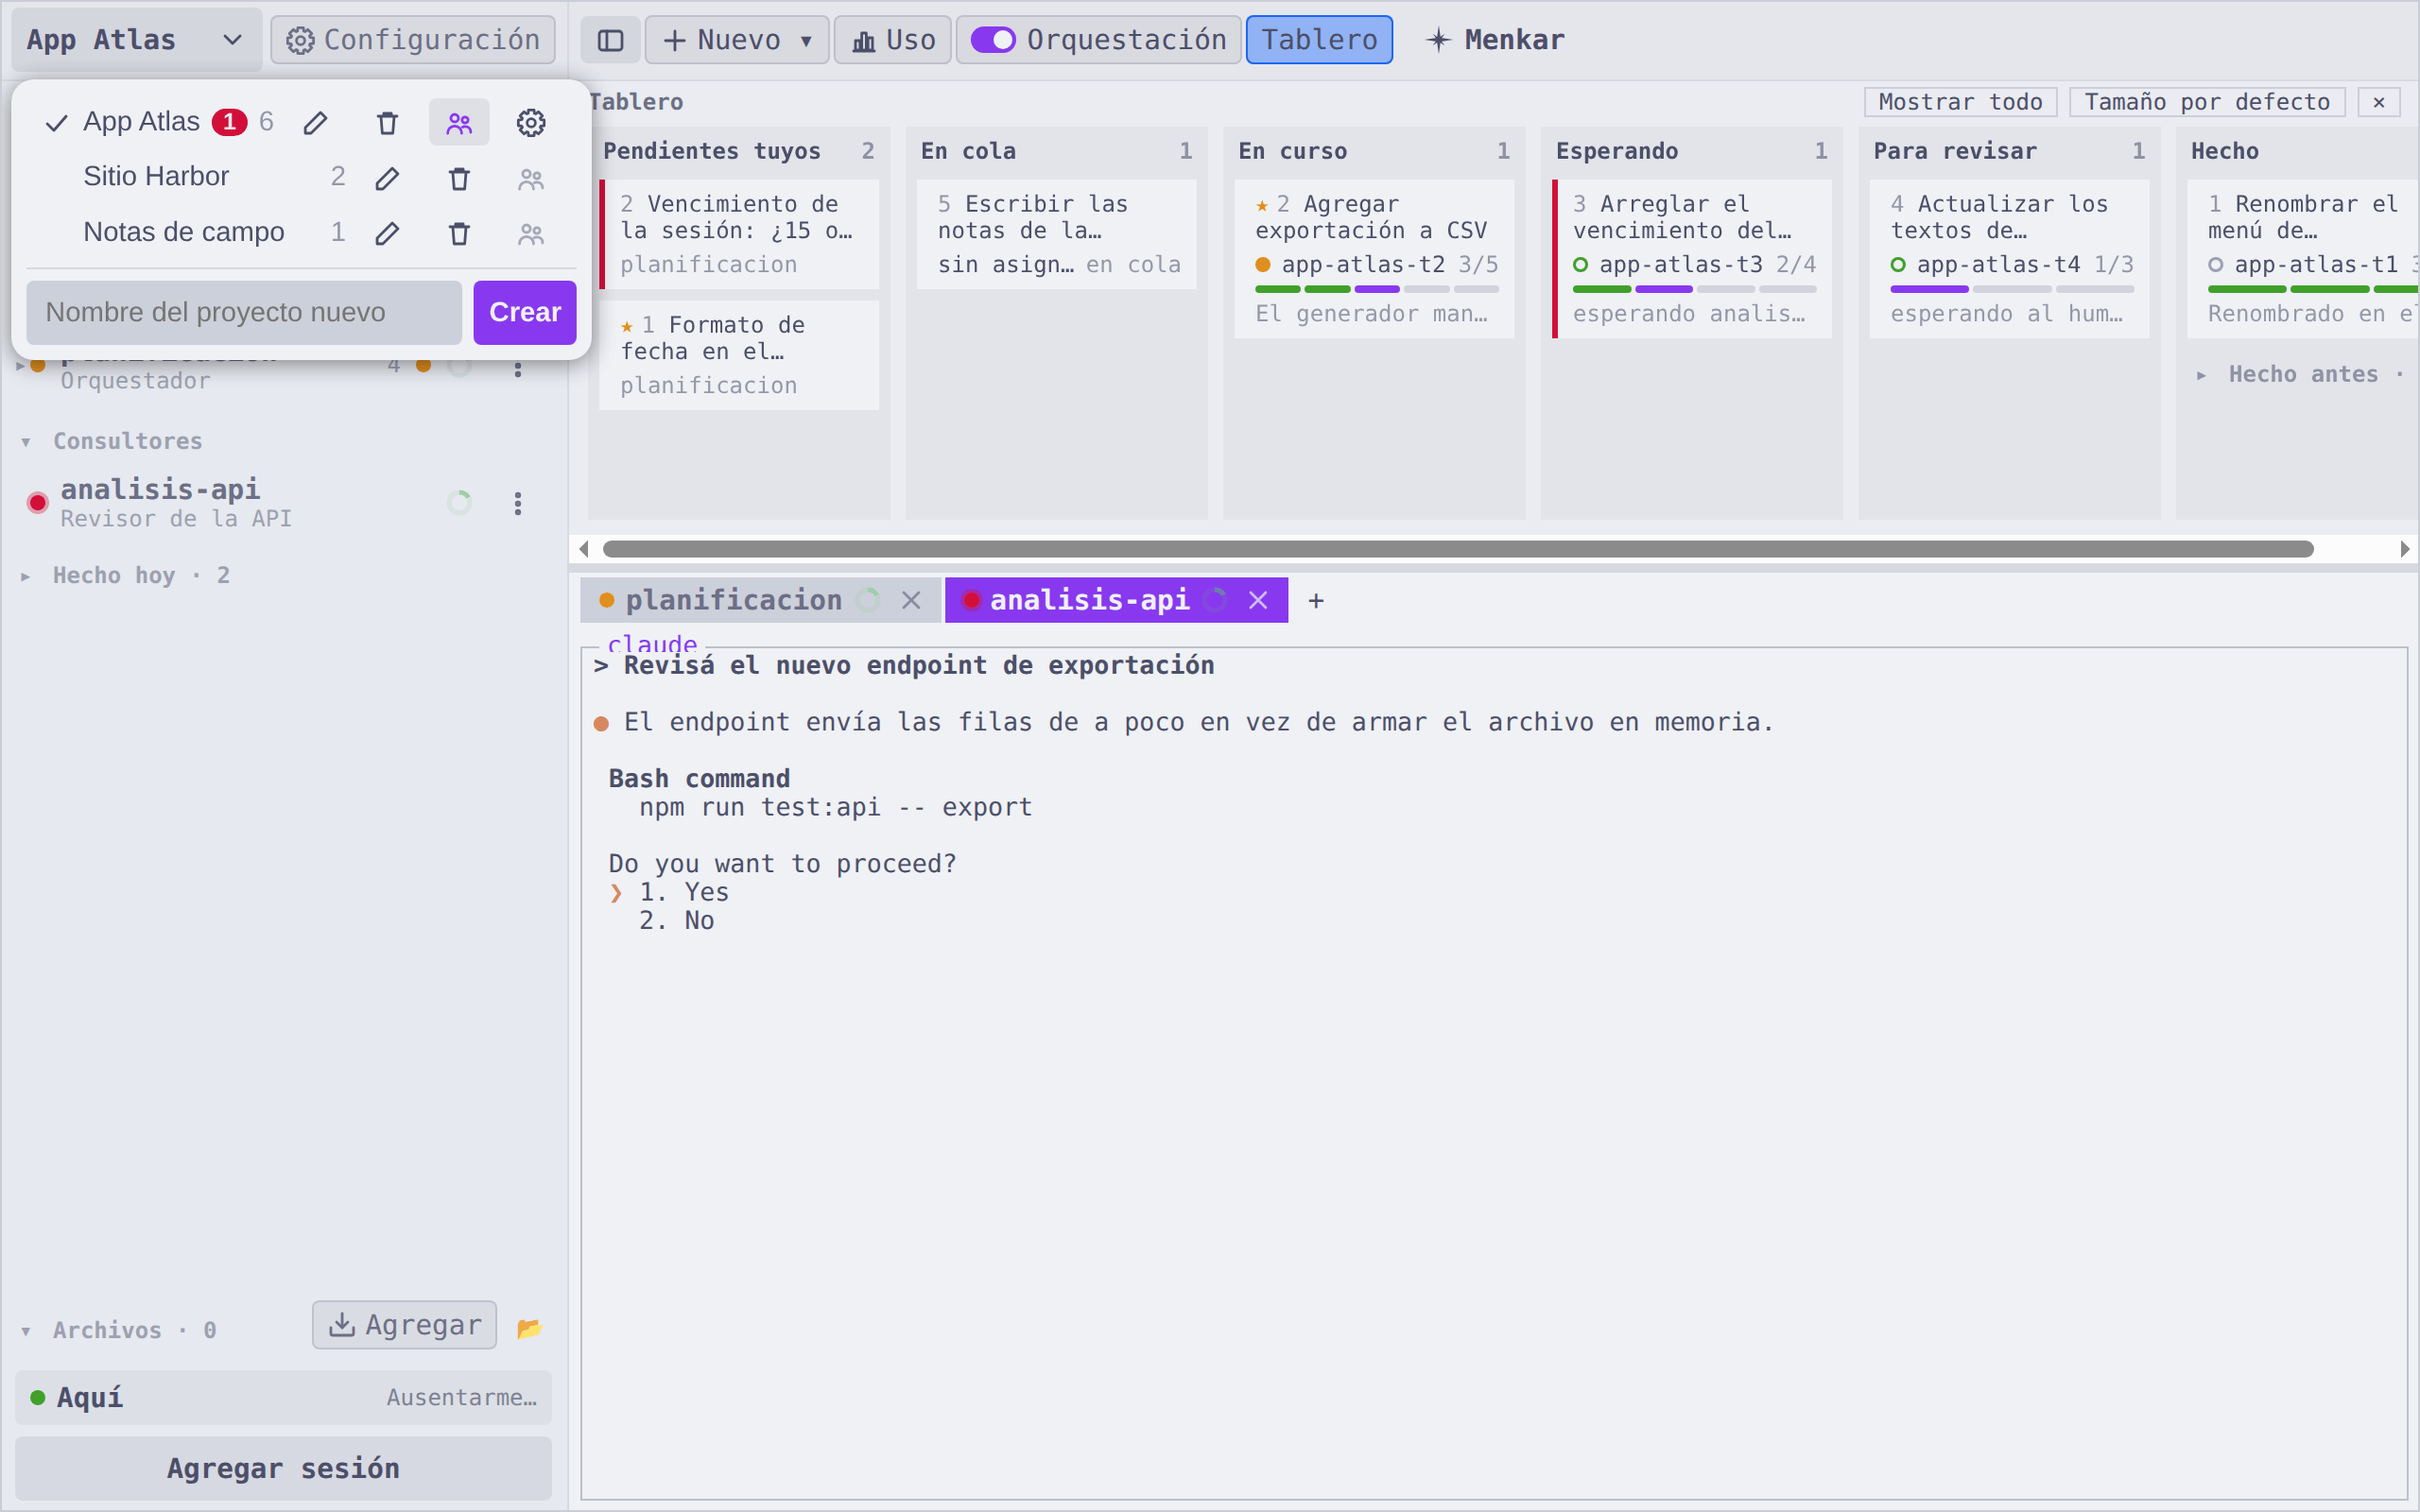 App Atlas
Configuración
Nuevo
Uso
Orquestación
Tablero
Menkar
App Atlas 1 6
Sitio Harbor 2
Notas de campo 1
Nombre del proyecto nuevo
Crear
4
Orquestador
Consultores
analisis-api
Revisor de la API
Hecho hoy · 2
Archivos · 0
Agregar
Aquí
Ausentarme…
Agregar sesión
Tablero
Mostrar todo
Tamaño por defecto
×
Pendientes tuyos 2
2 Vencimiento de
la sesión: ¿15 o…
planificacion
★ 1 Formato de
fecha en el…
planificacion
En cola 1
5 Escribir las
notas de la…
sin asign… en cola
En curso 1
★ 2 Agregar
exportación a CSV
app-atlas-t2 3/5
El generador man…
Esperando 1
3 Arreglar el
vencimiento del…
app-atlas-t3 2/4
esperando analis…
Para revisar 1
4 Actualizar los
textos de…
app-atlas-t4 1/3
esperando al hum…
Hecho
1 Renombrar el
menú de…
app-atlas-t1
Renombrado en el
Hecho antes ·
planificacion
analisis-api
+
claude
> Revisá el nuevo endpoint de exportación
El endpoint envía las filas de a poco en vez de armar el archivo en memoria.
Bash command
npm run test:api -- export
Do you want to proceed?
❯ 1. Yes
2. No